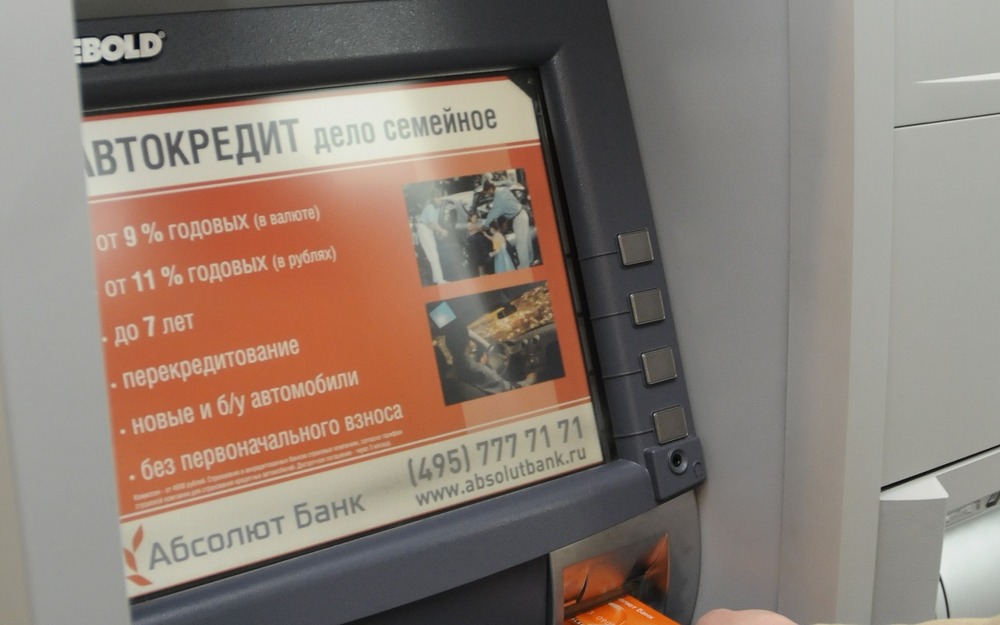 EBOLD
АВТОКРЕДИТ дело семейное
от 9 % годовых (в валюте)
от 11 % годовых (в рублях)
· до 7 лет
· перекредитование
· новые и б/у автомобили
· без первоначального взноса
(495) 777 71 71
www.absolutbank.ru
Абсолют Банк
Банк